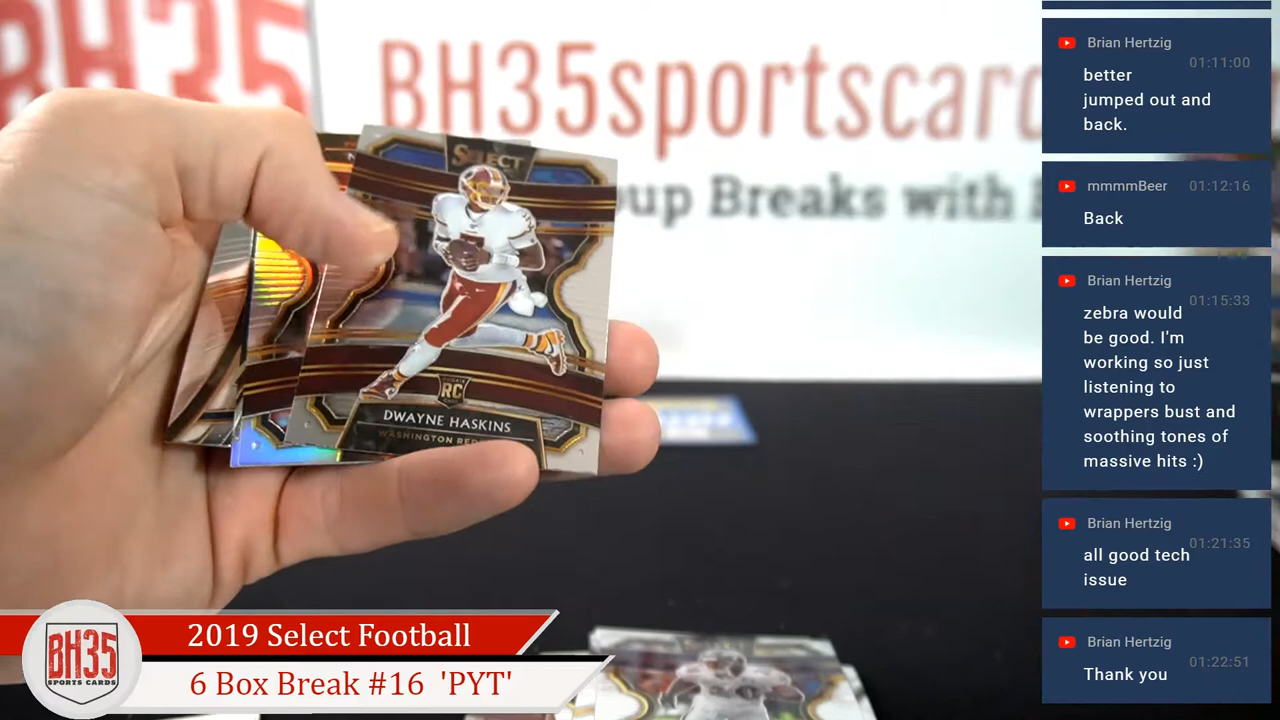 BH35
BH35sportscard
oup Breaks with
SELECT
RC
DWAYNE HASKINS
WASHINGTON RED
2019 Select Football
6 Box Break #16 'PYT'
BH35
SPORTS CARDS
Brian Hertzig
01:11:00
better
jumped out and
back.
mmmmBeer 01:12:16
Back
Brian Hertzig
01:15:33
zebra would
be good. I'm
working so just
listening to
wrappers bust and
soothing tones of
massive hits :)
Brian Hertzig
01:21:35
all good tech
issue
Brian Hertzig
01:22:51
Thank you